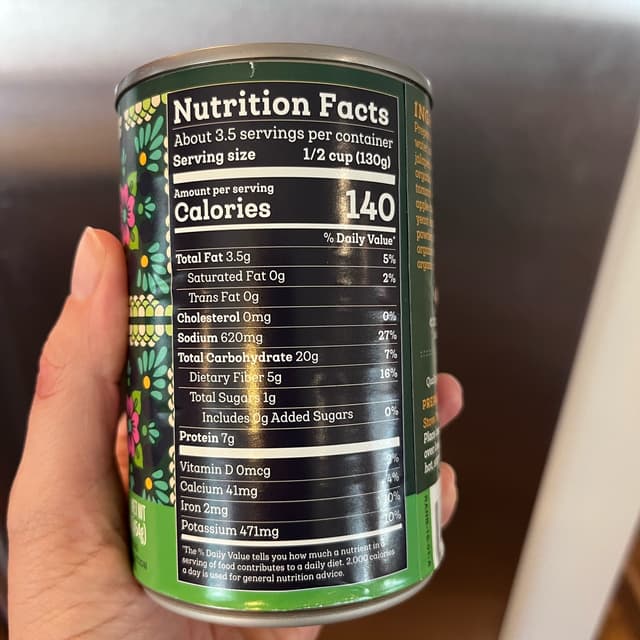 Nutrition Facts
About 3.5 servings per container
Serving size 1/2 cup (130g)
Amount per serving
Calories 140
% Daily Value*
Total Fat 3.5g 5%
Saturated Fat 0g 2%
Trans Fat 0g
Cholesterol 0mg 0%
Sodium 620mg 27%
Total Carbohydrate 20g 7%
Dietary Fiber 5g 16%
Total Sugars 1g
Includes 0g Added Sugars 0%
Protein 7g
Vitamin D 0mcg 0%
Calcium 41mg 4%
Iron 2mg 10%
Potassium 471mg 10%
*The % Daily Value tells you how much a nutrient in a
serving of food contributes to a daily diet. 2,000 calories
a day is used for general nutrition advice.